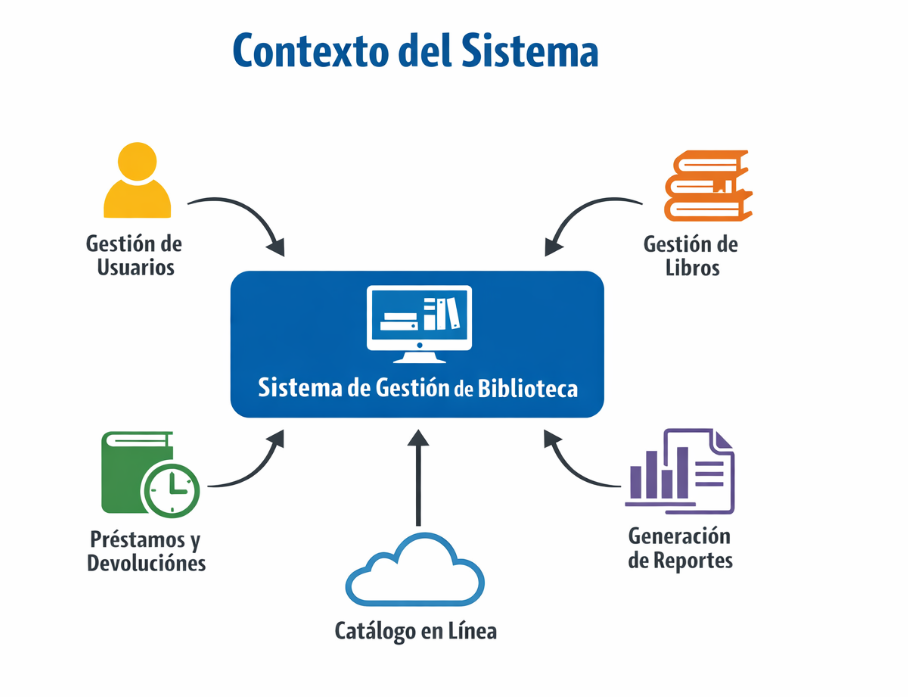 Contexto del Sistema
Gestión de
Usuarios
Gestión de
Libros
Sistema de Gestión de Biblioteca
Préstamos y
Devoluciónes
Generación
de Reportes
Catálogo en Línea